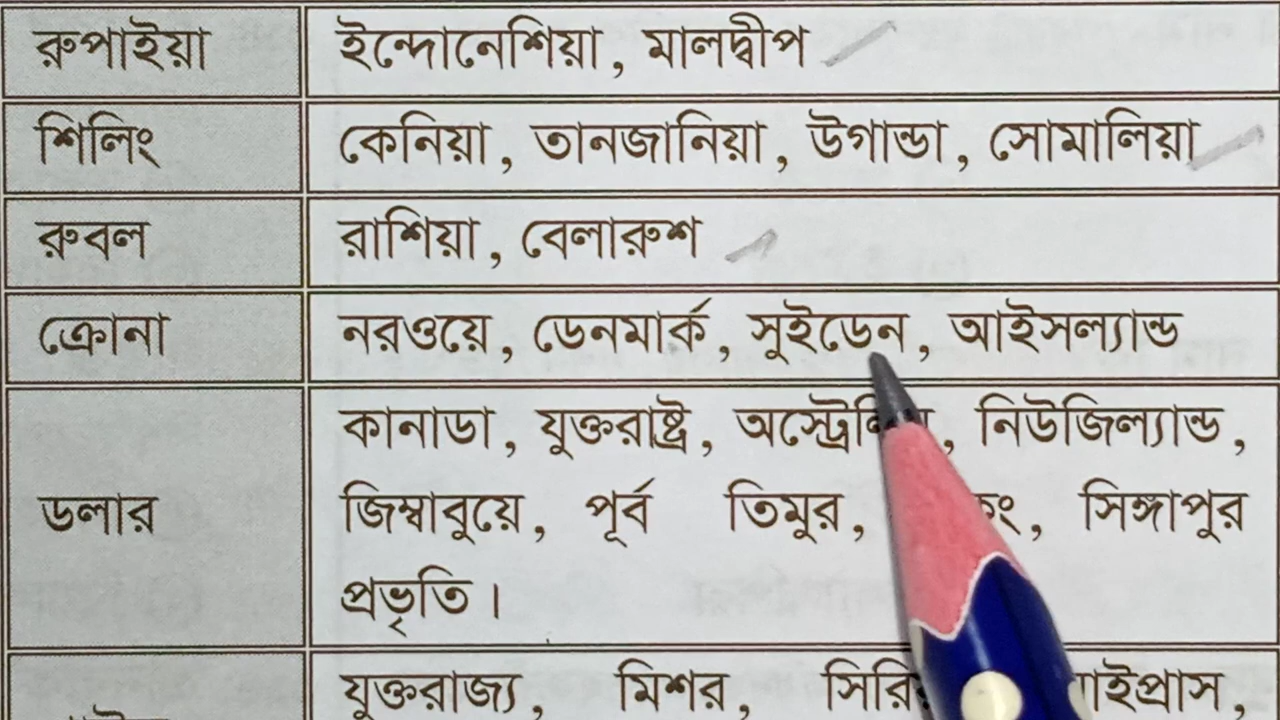 রুপাইয়া ইন্দোনেশিয়া, মালদ্বীপ
শিলিং কেনিয়া, তানজানিয়া, উগান্ডা, সোমালিয়া
রুবল রাশিয়া, বেলারুশ
ক্রোনা নরওয়ে, ডেনমার্ক, সুইডেন, আইসল্যান্ড
কানাডা, যুক্তরাষ্ট্র, নিউজিল্যান্ড,
ডলার জিম্বাবুয়ে, পূর্ব তিমুর, সিঙ্গাপুর
প্রভৃতি।
যুক্তরাজ্য, মিশর,